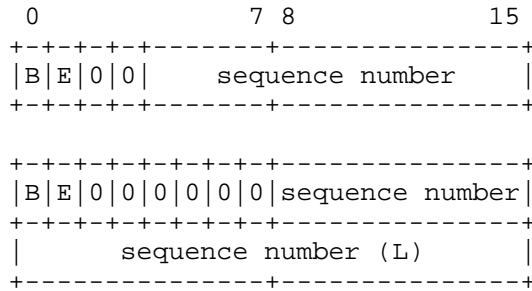 0             7 8            15
+-+-+-+-+-------+---------------+
|B|E|0|0|    sequence number    |
+-+-+-+-+-------+---------------+

+-+-+-+-+-+-+-+-+---------------+
|B|E|0|0|0|0|0|0|sequence number|
+-+-+-+-+-+-+-+-+---------------+
|      sequence number (L)      |
+---------------+---------------+